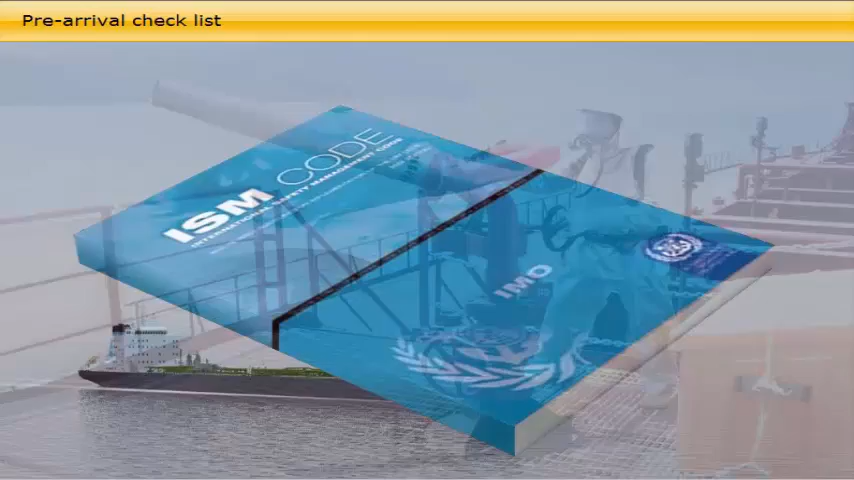 Pre-arrival check list
ISM CODE
INTERNATIONAL SAFETY MANAGEMENT CODE
IMO